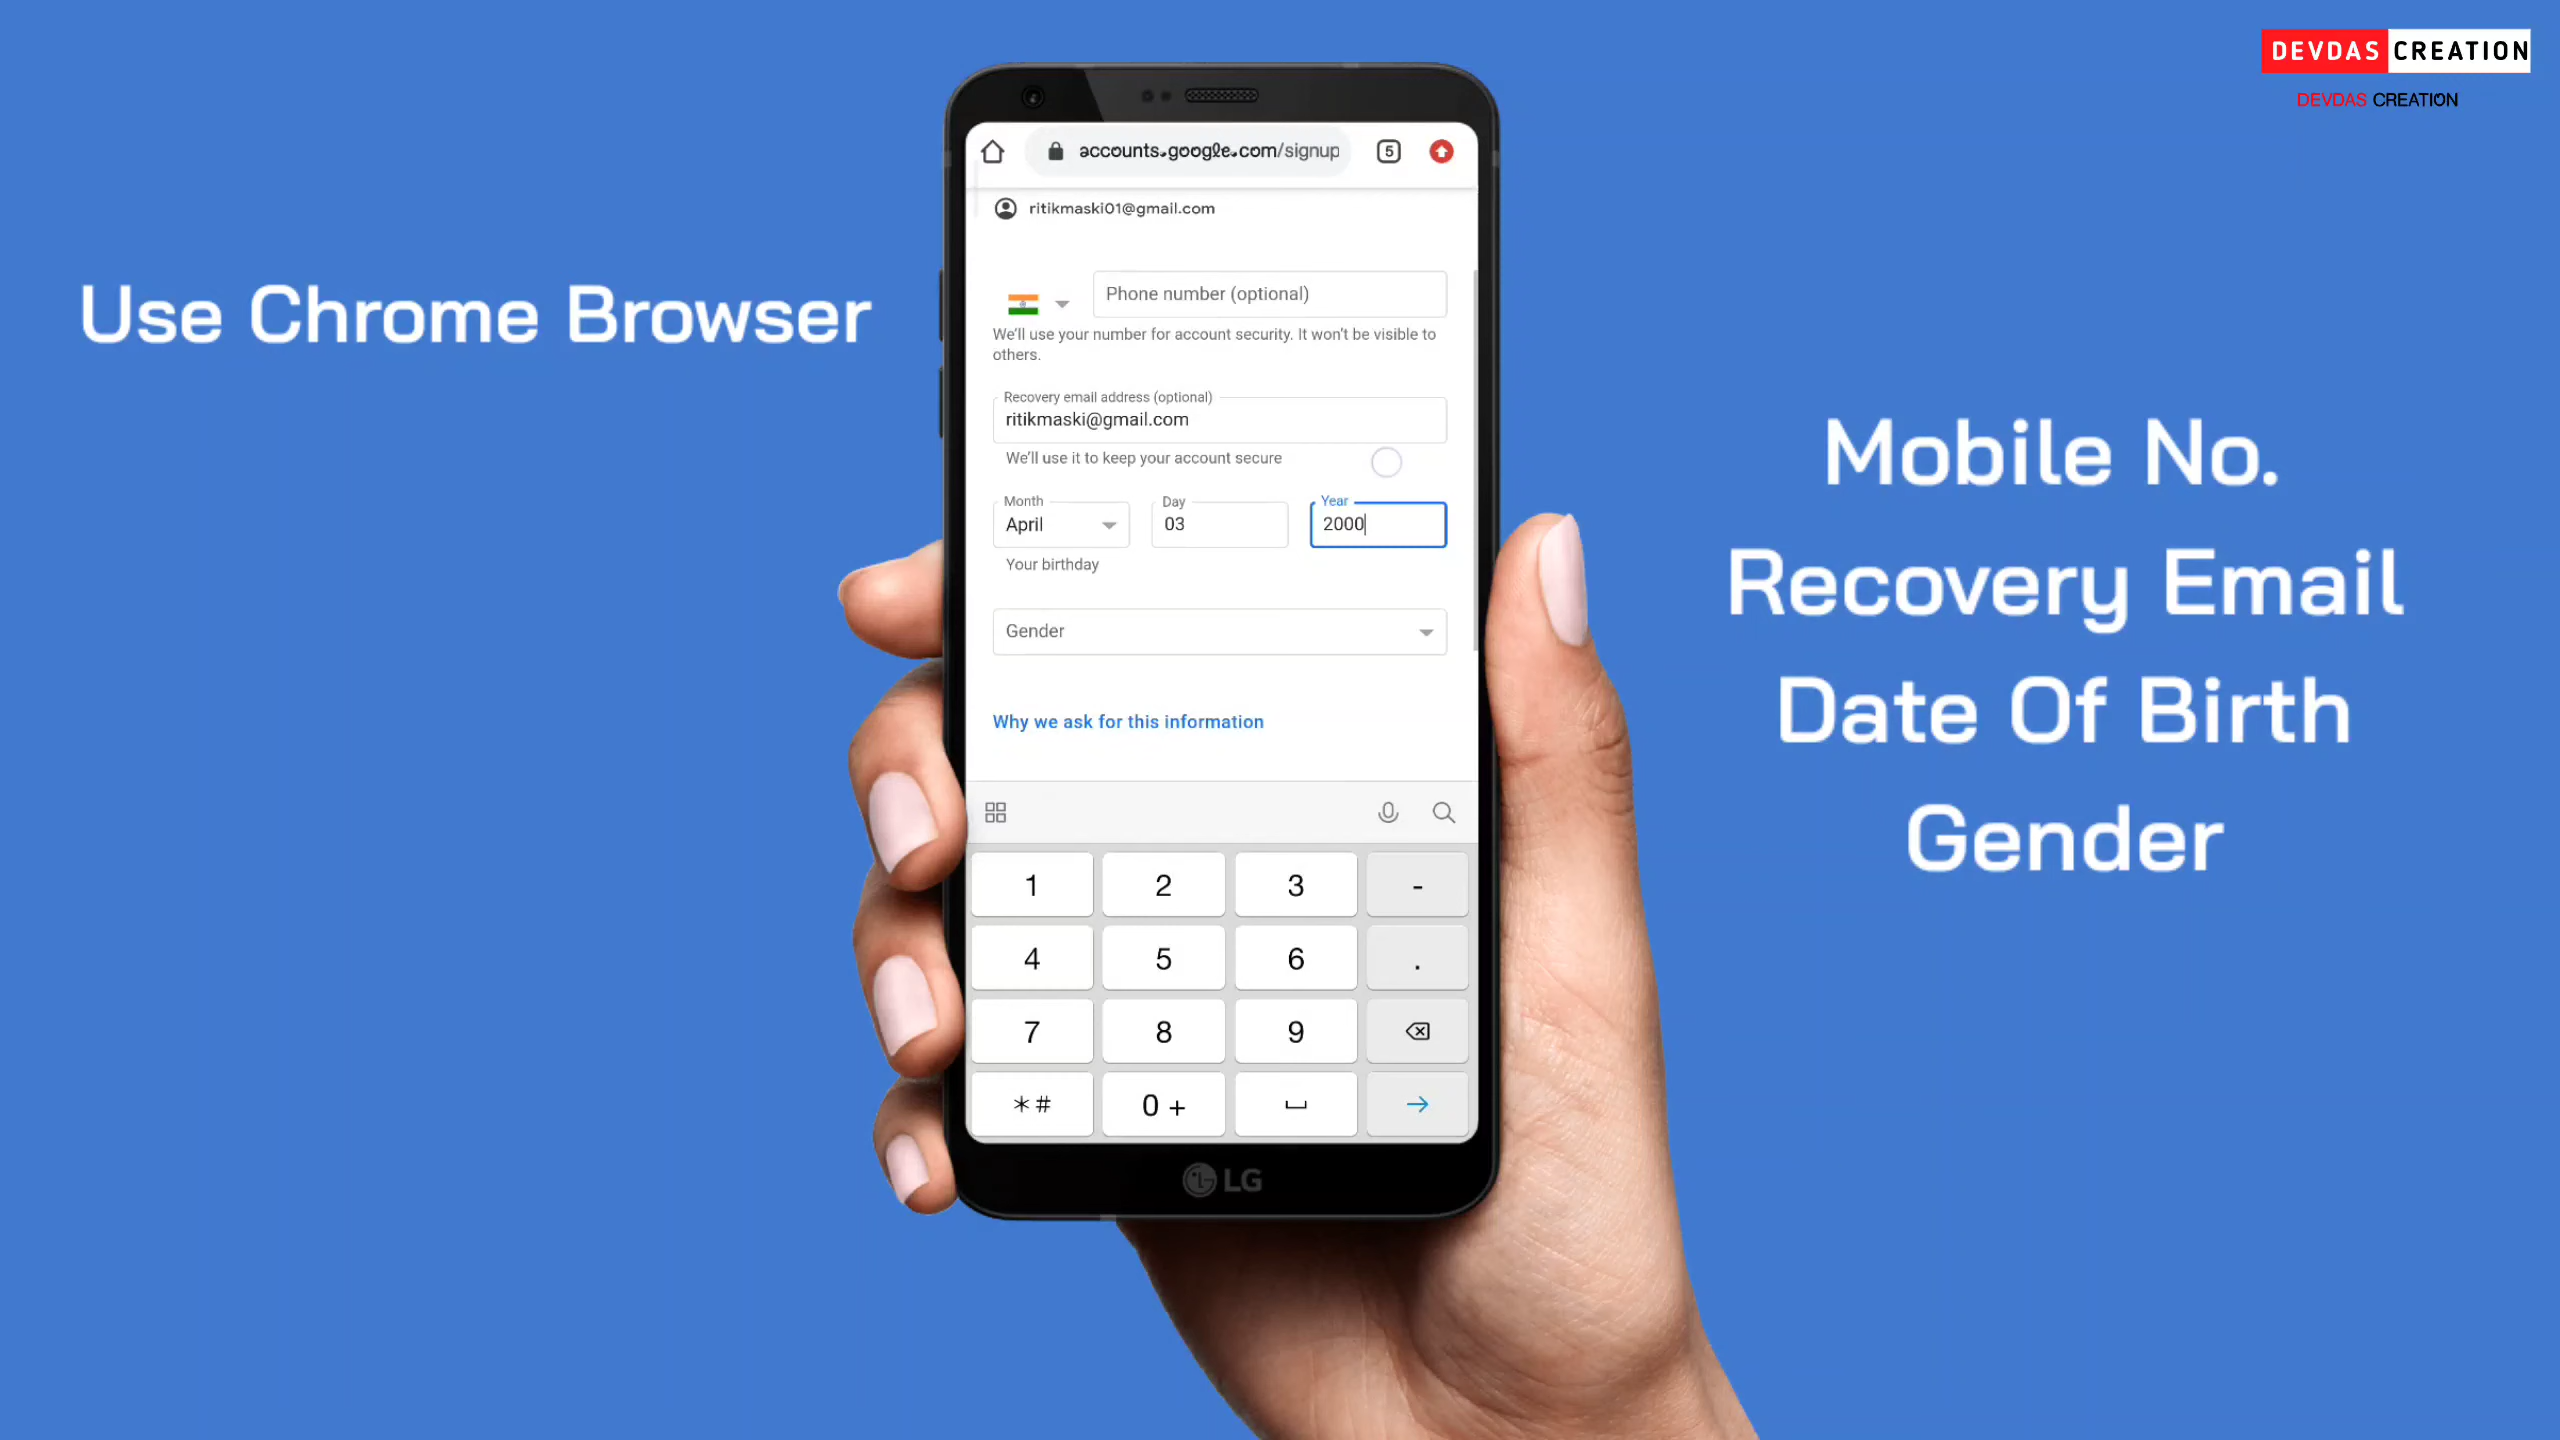 DEVDAS CREATION
DEVDAS CREATION
Use Chrome Browser
accounts.google.com/signup
5
ritikmaski01@gmail.com
Phone number (optional)
We'll use your number for account security. It won't be visible to
others.
Recovery email address (optional)
ritikmaski@gmail.com
We'll use it to keep your account secure
Month
Day
Year
April
03
2000
Your birthday
Gender
Why we ask for this information
1 2 3 -
4 5 6 .
7 8 9
*# 0 +
LG
Mobile No.
Recovery Email
Date Of Birth
Gender